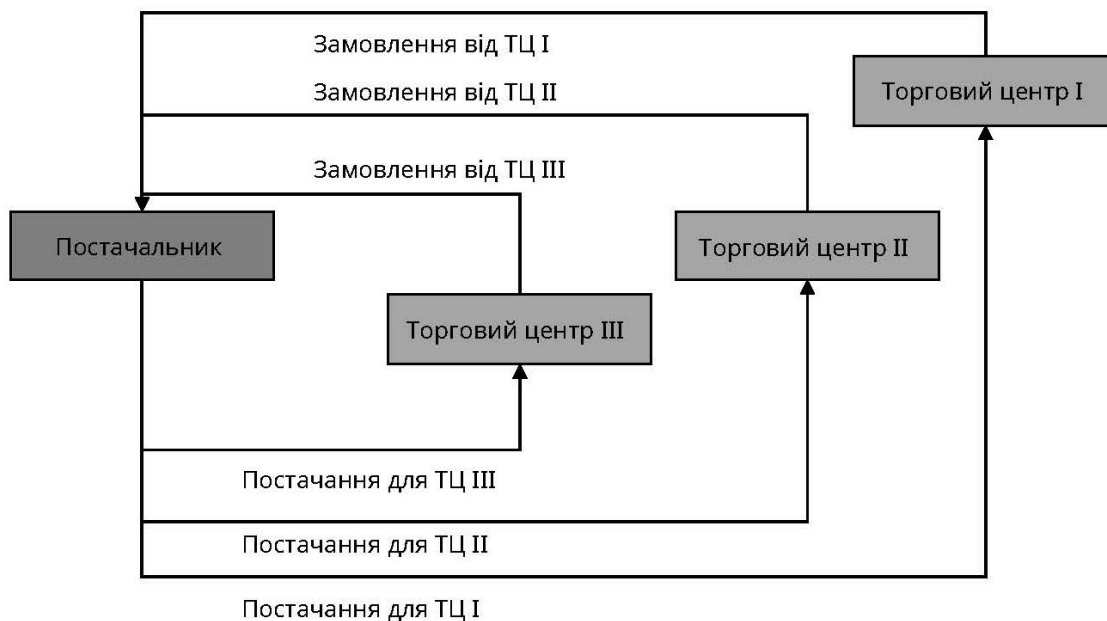 Замовлення від ТЦ I
Торговий центр I
Замовлення від ТЦ II
Замовлення від ТЦ III
Постачальник
Торговий центр II
Торговий центр III
Постачання для ТЦ III
Постачання для ТЦ II
Постачання для ТЦ I